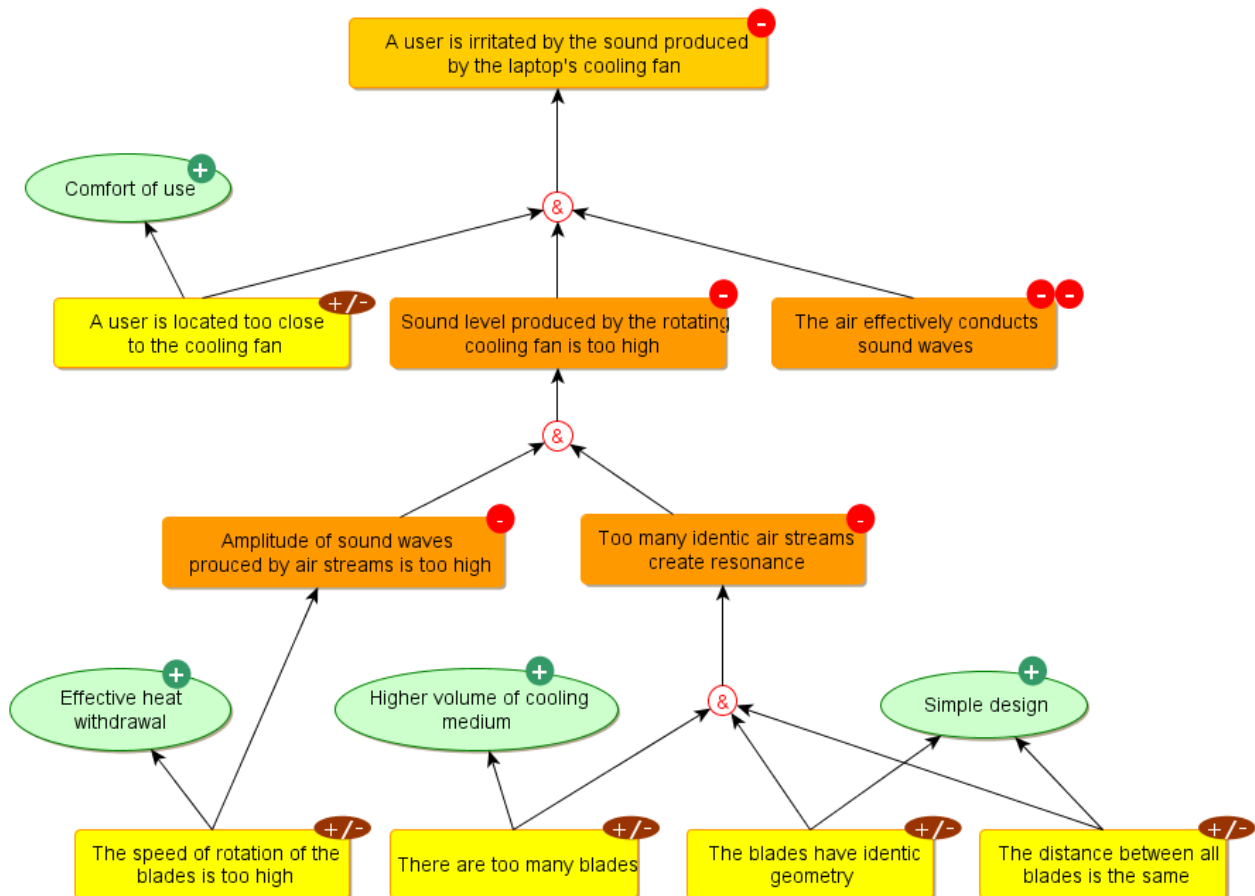 -
A user is irritated by the sound produced
by the laptop's cooling fan
+
Comfort of use
&
+/-
A user is located too close
to the cooling fan
-
Sound level produced by the rotating
cooling fan is too high
- -
The air effectively conducts
sound waves
&
-
Amplitude of sound waves
prouced by air streams is too high
-
Too many identic air streams
create resonance
+
Effective heat
withdrawal
+
Higher volume of cooling
medium
&
+
Simple design
+/-
The speed of rotation of the
blades is too high
+/-
There are too many blades
+/-
The blades have identic
geometry
+/-
The distance between all
blades is the same